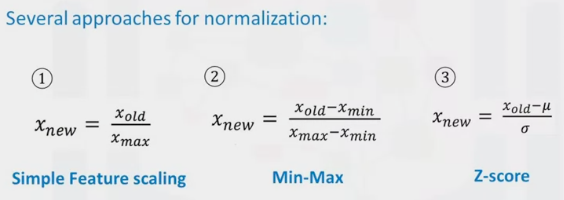 Several approaches for normalization:
① ② ③
x_new = x_old / x_max
x_new = (x_old − x_min) / (x_max − x_min)
x_new = (x_old − μ) / σ
Simple Feature scaling
Min-Max
Z-score